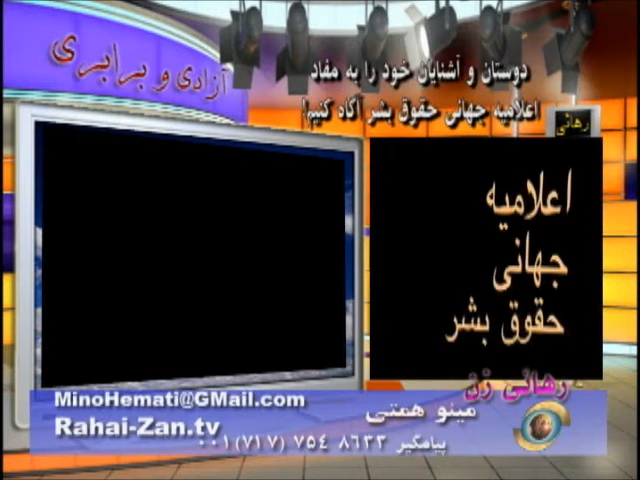 آزادی و برابری
دوستان و آشنایان خود را به مفاد
اعلامیه جهانی حقوق بشر آگاه کنیم!
رهائی
اعلامیه
جهانی
حقوق بشر
رهائی زن
MinoHemati@GMail.com
مینو همتی
Rahai-Zan.tv
پیامگیر ۸۶۳۳ ۷۵۴ (۷۱۷) ۰۰۱